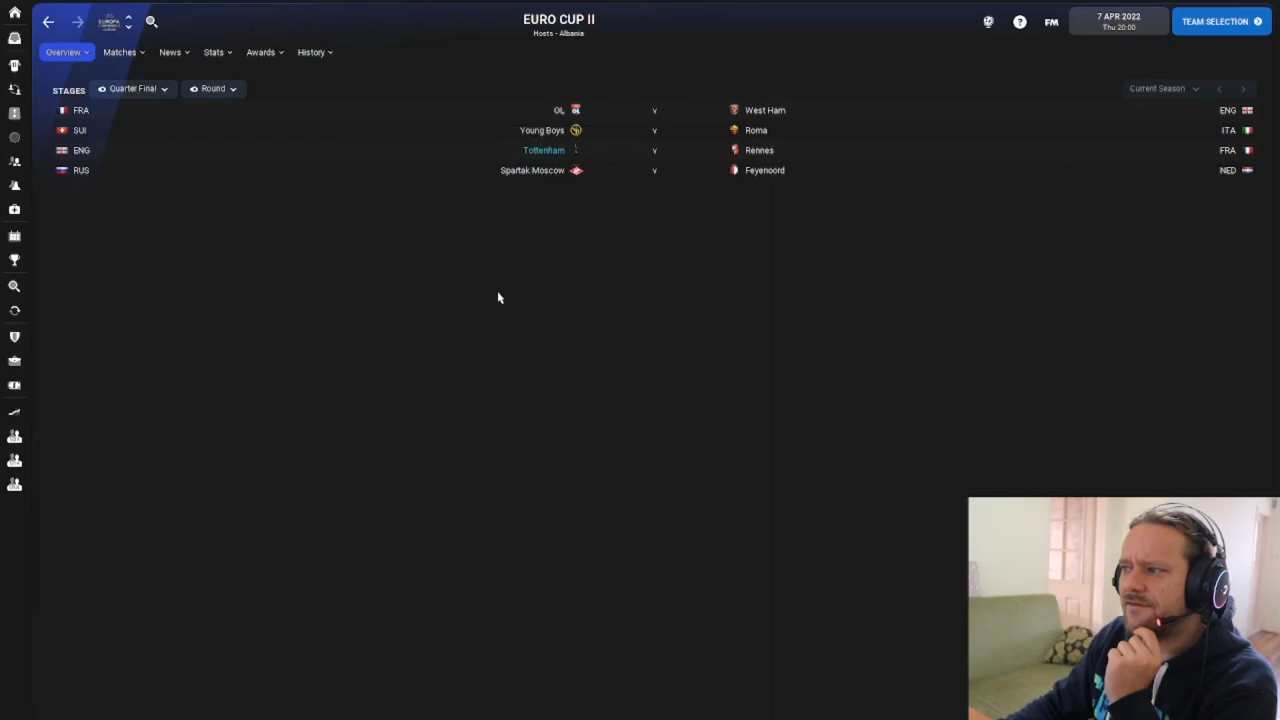 EURO CUP II
Hosts - Albania
FM
7 APR 2022
Thu 20:00
TEAM SELECTION
Overview
Matches
News
Stats
Awards
History
STAGES
Quarter Final
Round
Current Season
FRA OL v West Ham ENG
SUI Young Boys v Roma ITA
ENG Tottenham v Rennes FRA
RUS Spartak Moscow v Feyenoord NED